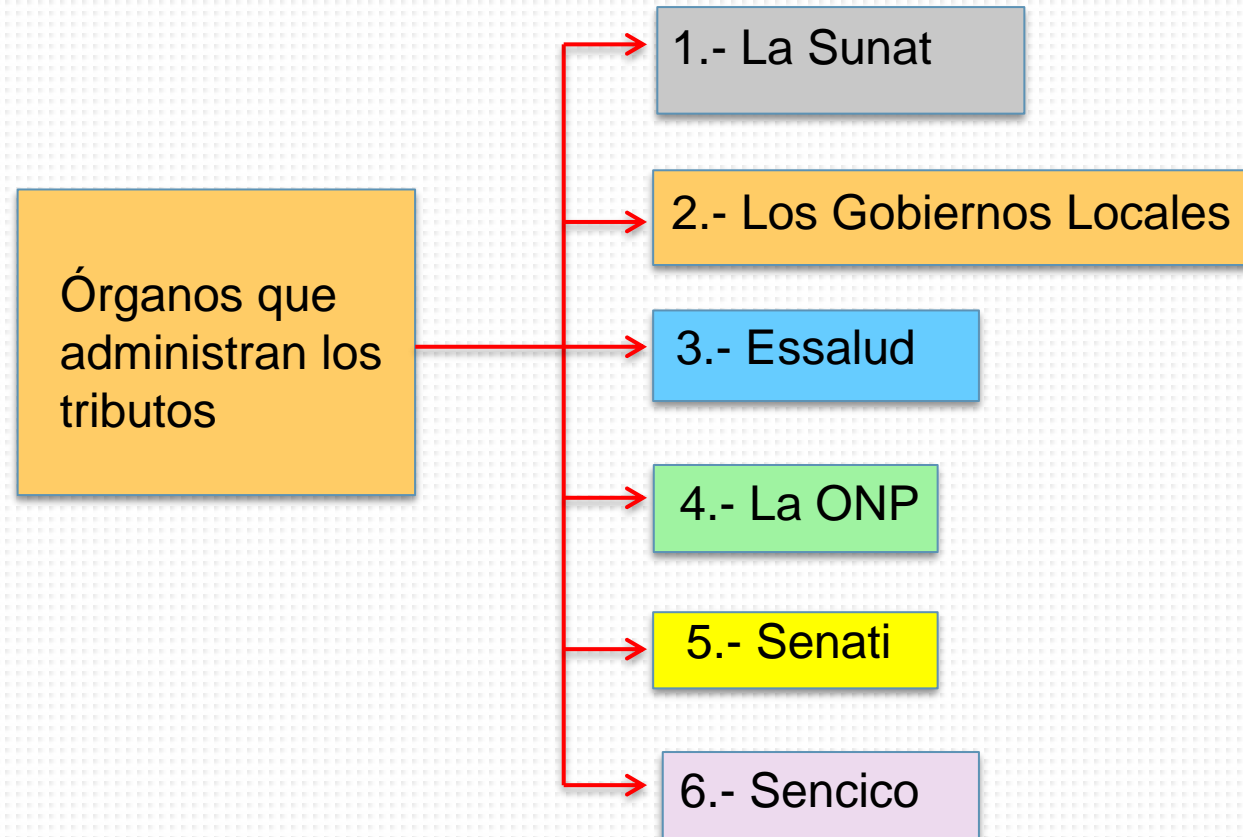 Órganos que
administran los
tributos
1.- La Sunat
2.- Los Gobiernos Locales
3.- Essalud
4.- La ONP
5.- Senati
6.- Sencico